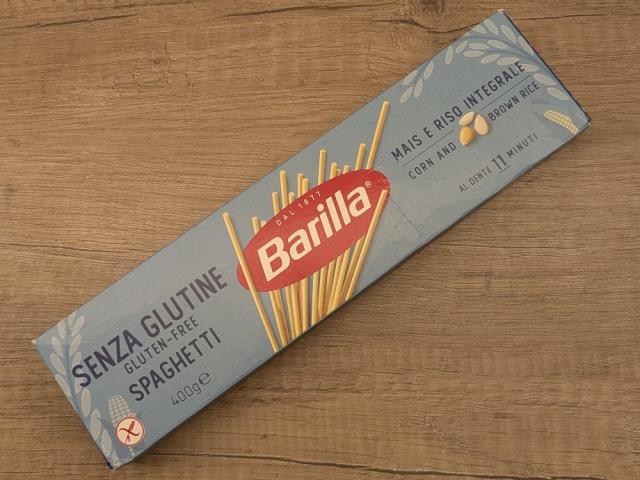 SENZA GLUTINE
GLUTEN-FREE
SPAGHETTI
400g℮
DAL 1877
Barilla®
MAIS E RISO INTEGRALE
CORN AND BROWN RICE
AL DENTE 11 MINUTI